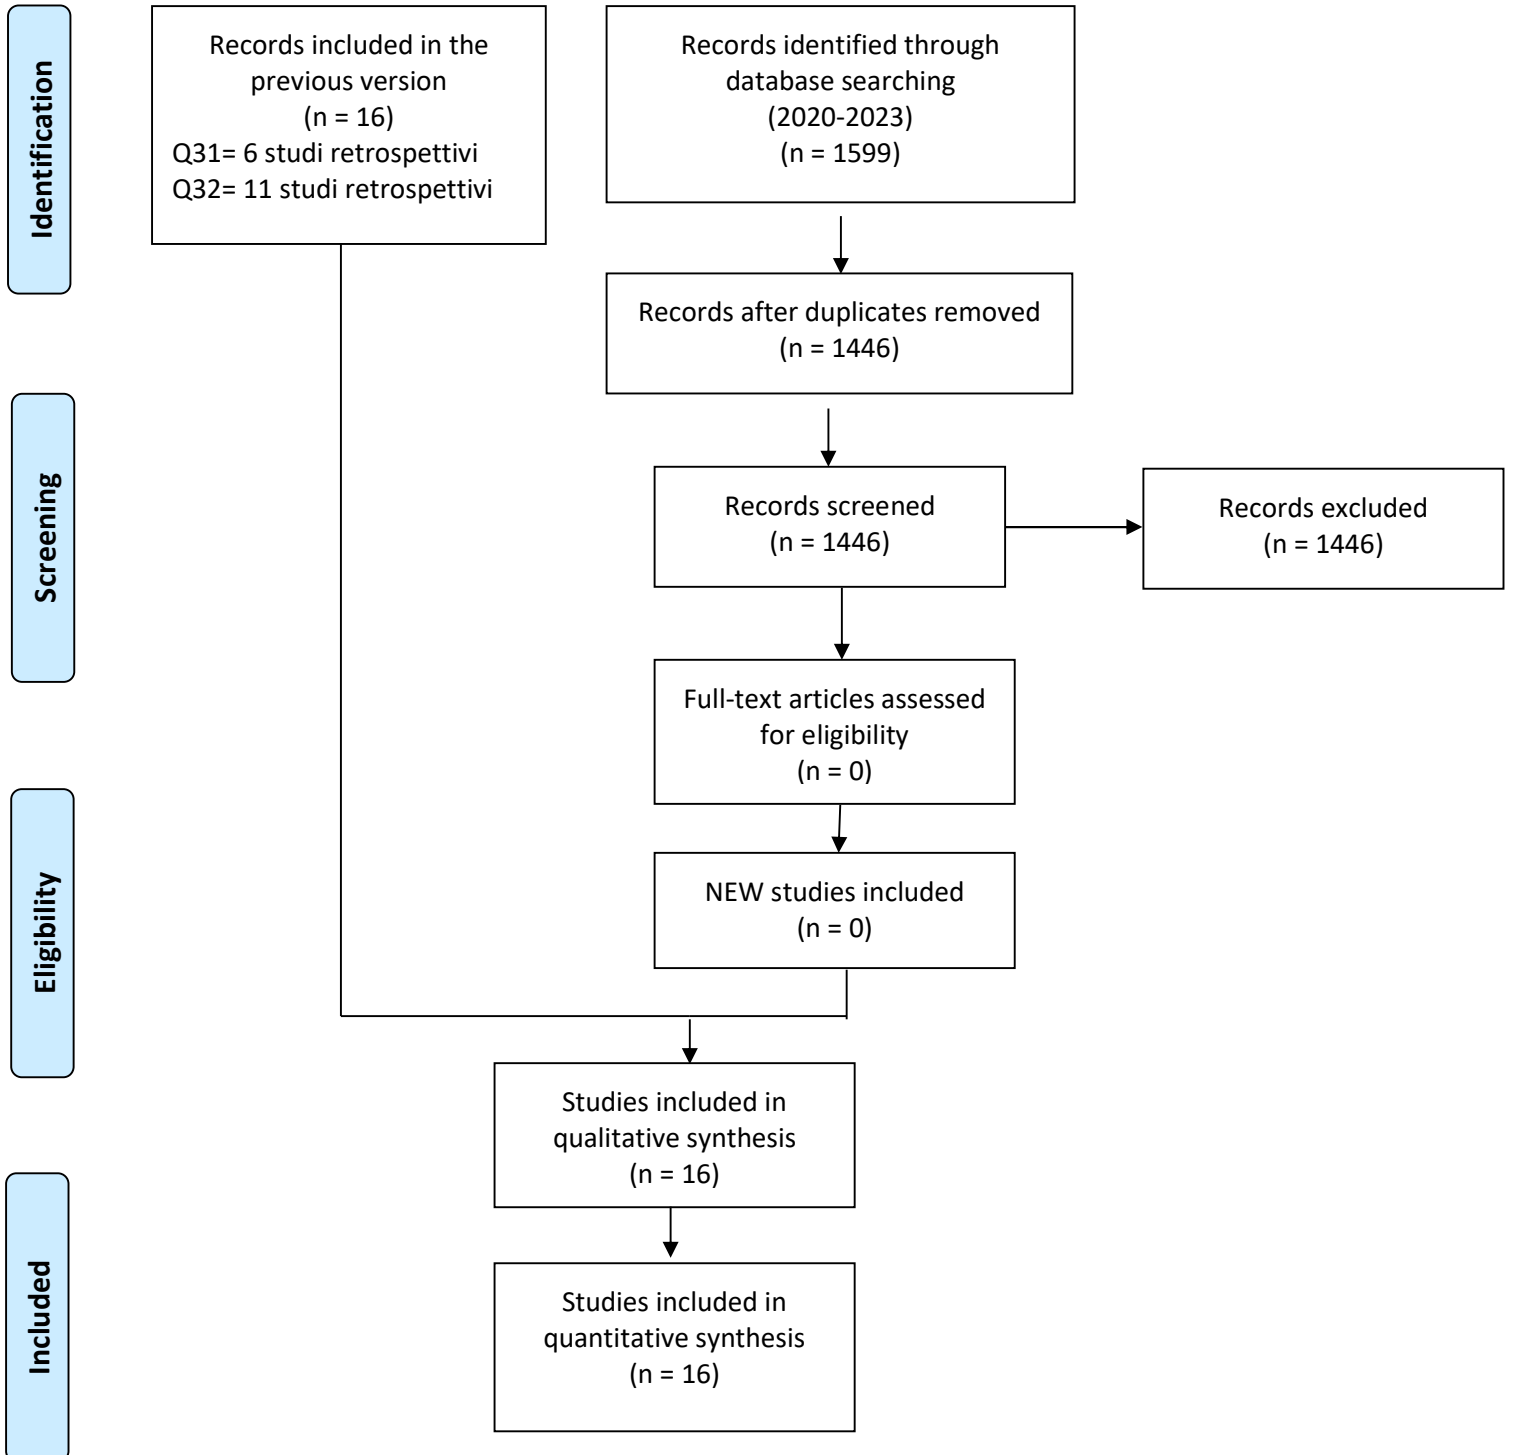 Identification
Records included in the
previous version
(n = 16)
Q31= 6 studi retrospettivi
Q32= 11 studi retrospettivi
Records identified through
database searching
(2020-2023)
(n = 1599)
Records after duplicates removed
(n = 1446)
Screening
Records screened
(n = 1446)
Records excluded
(n = 1446)
Full-text articles assessed
for eligibility
(n = 0)
Eligibility
NEW studies included
(n = 0)
Studies included in
qualitative synthesis
(n = 16)
Included
Studies included in
quantitative synthesis
(n = 16)